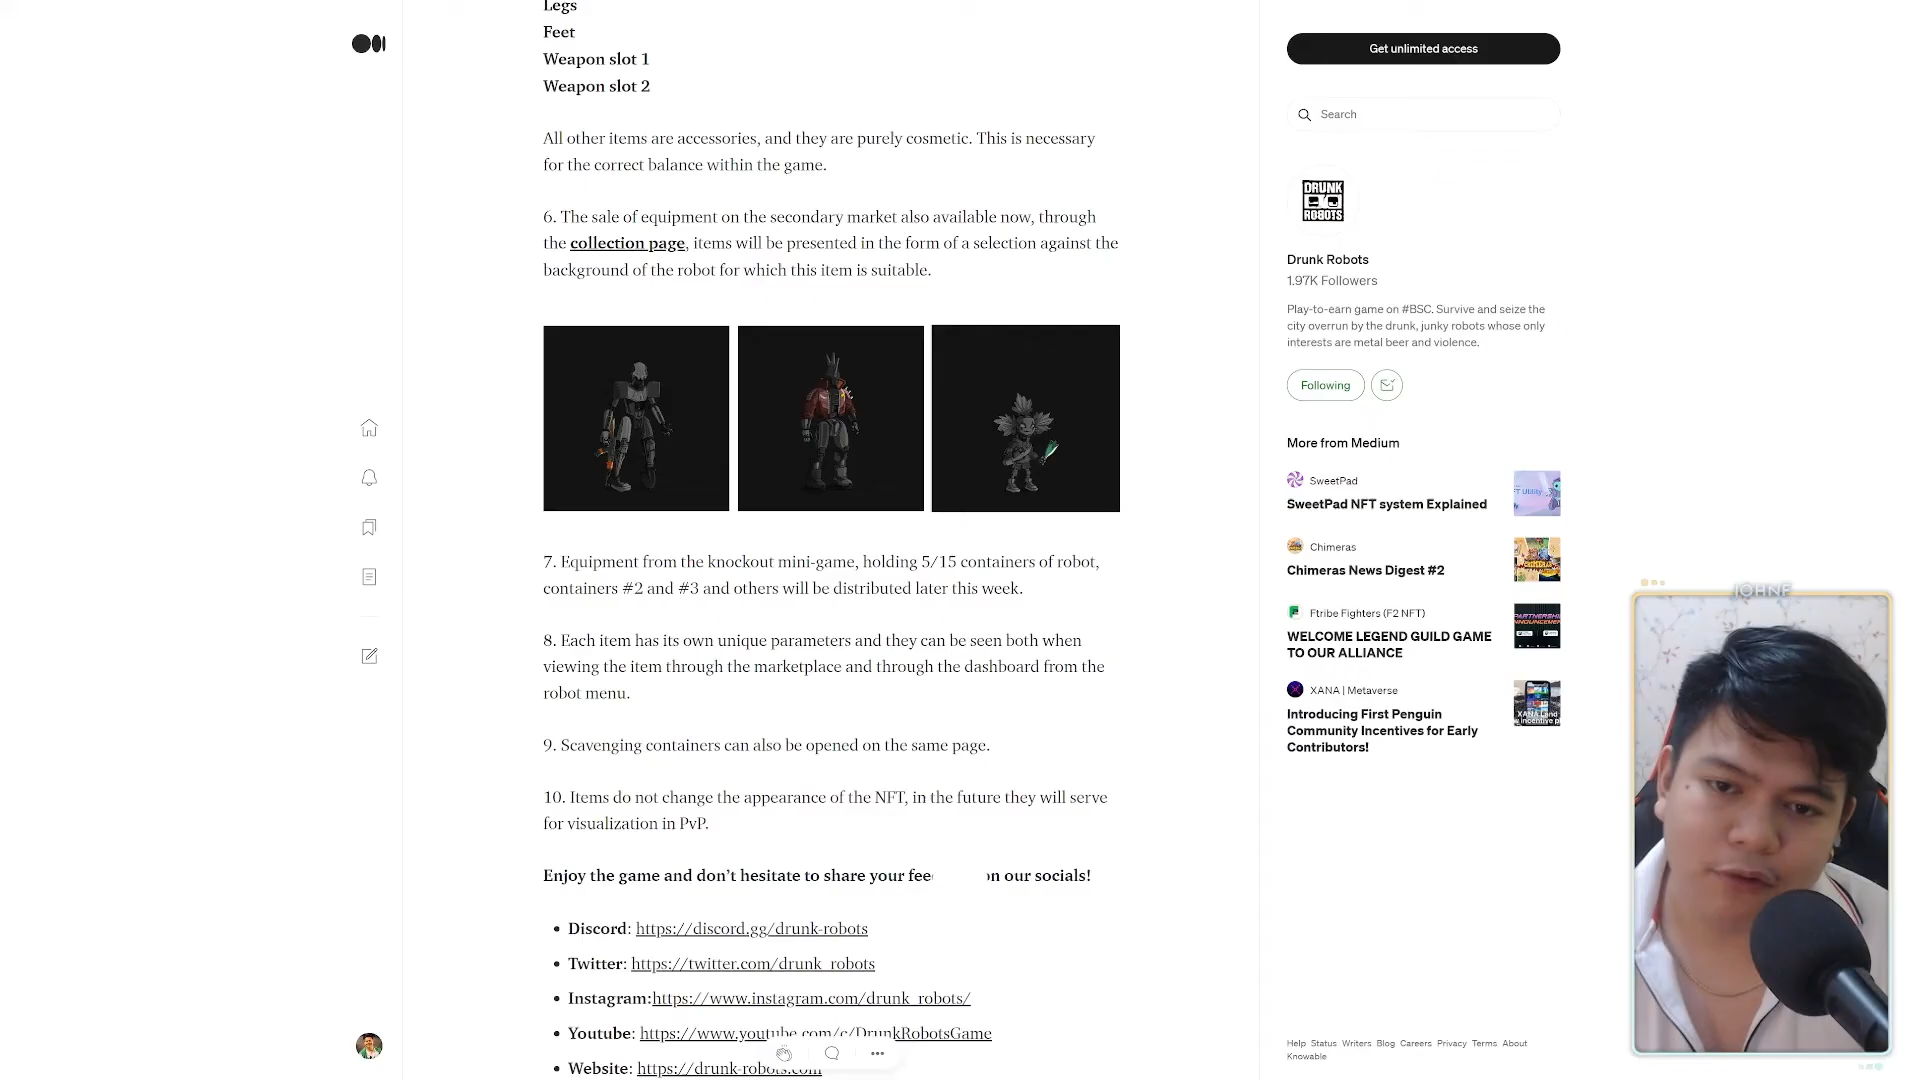 Legs
Feet
Weapon slot 1
Weapon slot 2
All other items are accessories, and they are purely cosmetic. This is necessary
for the correct balance within the game.
6. The sale of equipment on the secondary market also available now, through
the collection page, items will be presented in the form of a selection against the
background of the robot for which this item is suitable.
7. Equipment from the knockout mini-game, holding 5/15 containers of robot,
containers #2 and #3 and others will be distributed later this week.
8. Each item has its own unique parameters and they can be seen both when
viewing the item through the marketplace and through the dashboard from the
robot menu.
9. Scavenging containers can also be opened on the same page.
10. Items do not change the appearance of the NFT, in the future they will serve
for visualization in PvP.
Enjoy the game and don't hesitate to share your fee on our socials!
Discord: https://discord.gg/drunk-robots
Twitter: https://twitter.com/drunk_robots
Instagram:https://www.instagram.com/drunk_robots/
Youtube: https://www.youtube.com/c/DrunkRobotsGame
Website: https://drunk-robots.com
Get unlimited access
Search
DRUNK
ROBOTS
Drunk Robots
1.97K Followers
Play-to-earn game on #BSC. Survive and seize the
city overrun by the drunk, junky robots whose only
interests are metal beer and violence.
Following
More from Medium
SweetPad
SweetPad NFT system Explained
Chimeras
Chimeras News Digest #2
Ftribe Fighters (F2 NFT)
WELCOME LEGEND GUILD GAME
TO OUR ALLIANCE
XANA | Metaverse
Introducing First Penguin
Community Incentives for Early
Contributors!
Help Status Writers Blog Careers Privacy Terms About
Knowable